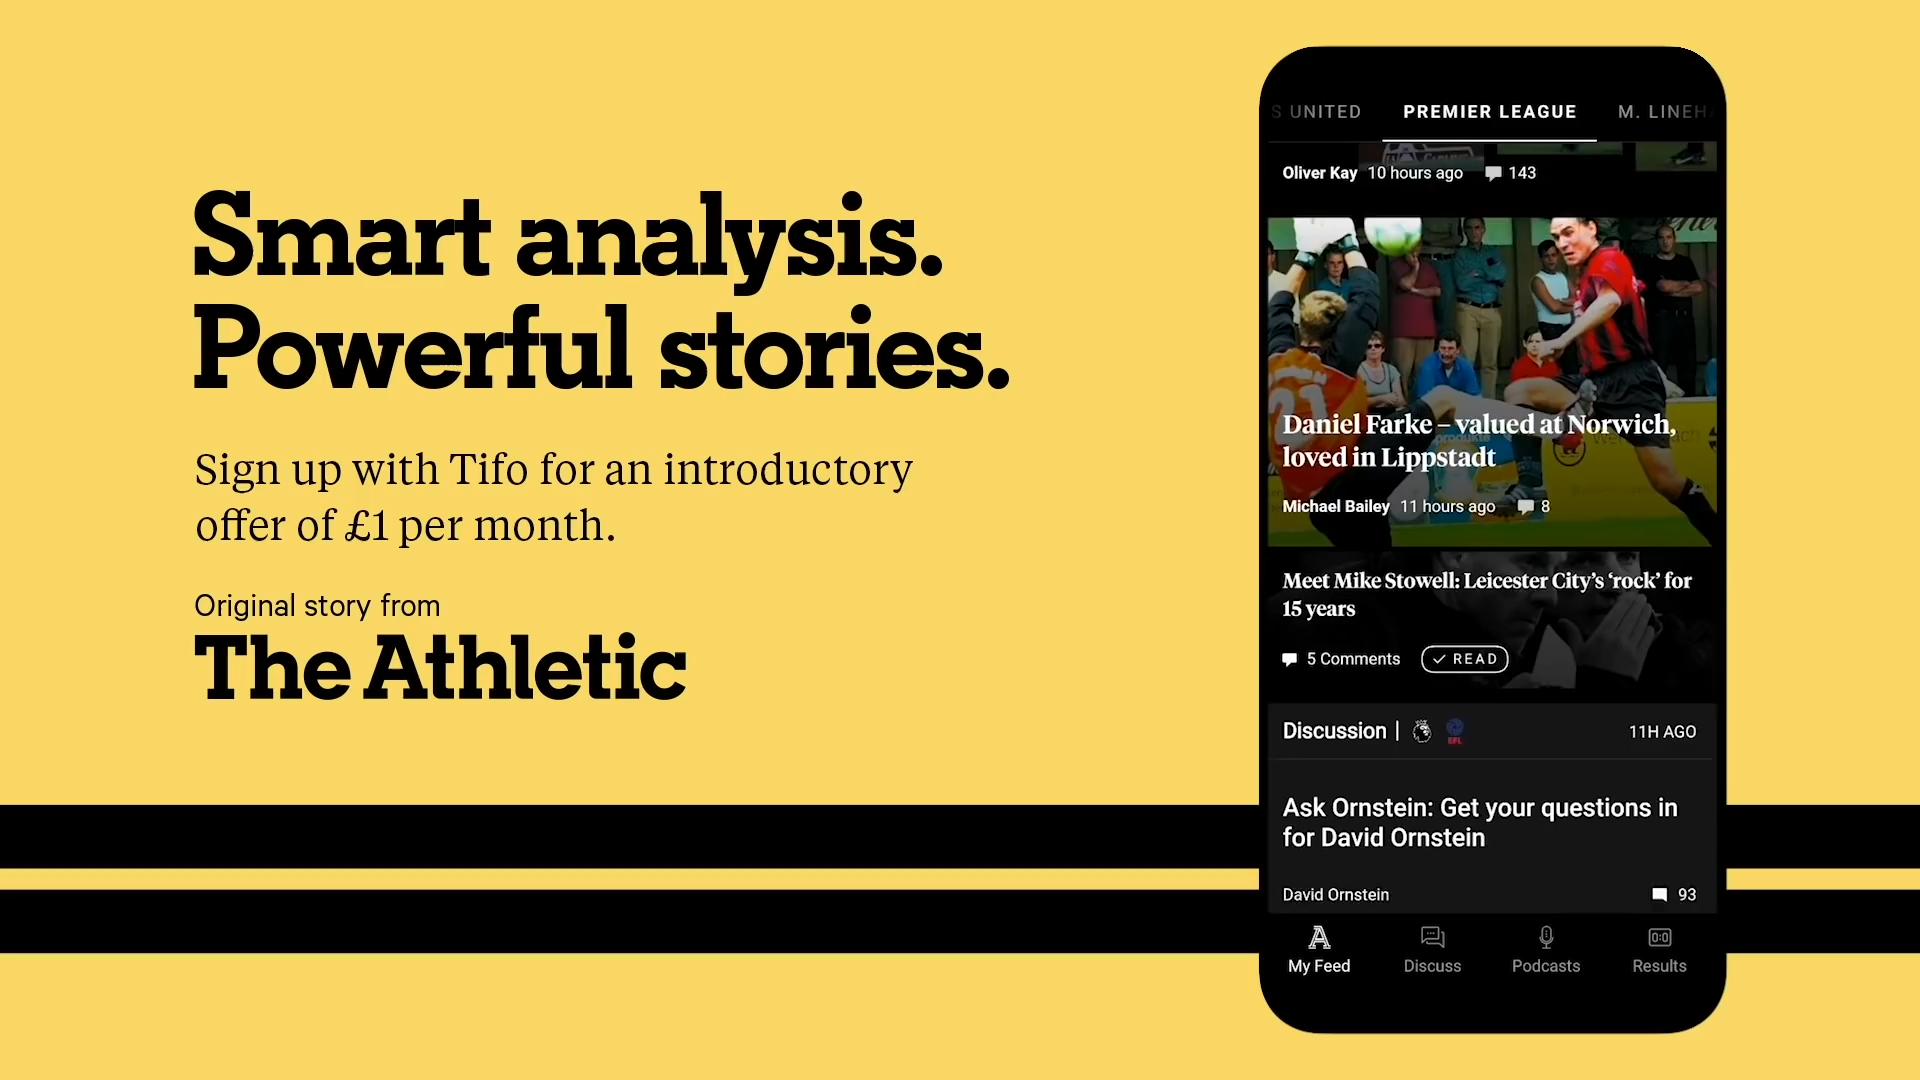 Smart analysis.
Powerful stories.
Sign up with Tifo for an introductory
offer of £1 per month.
Original story from
The Athletic
S UNITED PREMIER LEAGUE M. LINEH
Oliver Kay 10 hours ago 143
21
Daniel Farke – valued at Norwich,
loved in Lippstadt
Michael Bailey 11 hours ago 8
Meet Mike Stowell: Leicester City's ‘rock’ for
15 years
5 Comments READ
Discussion | EFL 11H AGO
Ask Ornstein: Get your questions in
for David Ornstein
David Ornstein 93
My Feed Discuss Podcasts Results